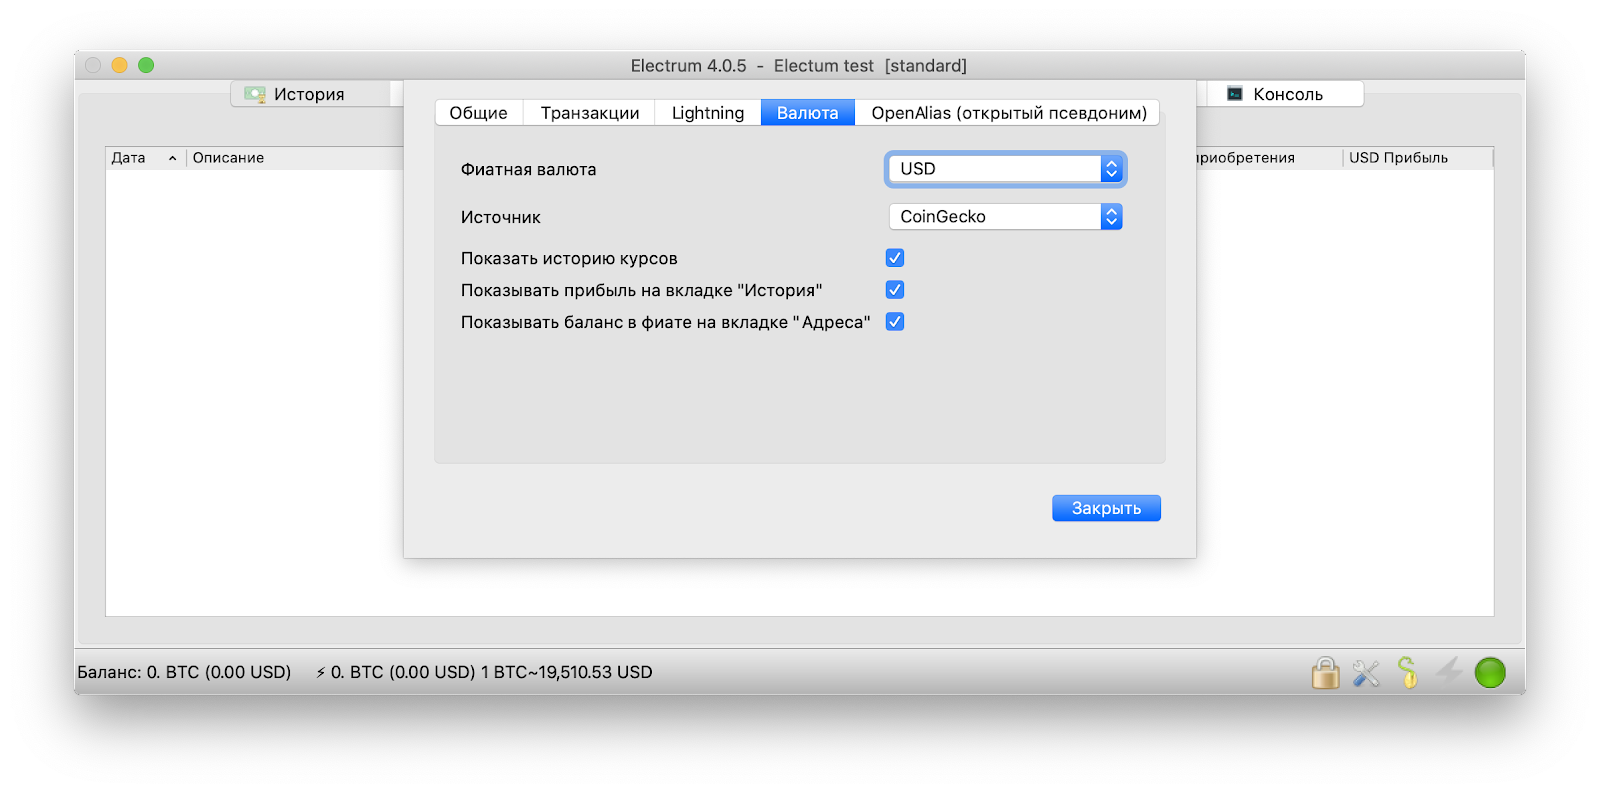 Electrum 4.0.5 - Electum test [standard]
История
Консоль
Общие Транзакции Lightning Валюта OpenAlias (открытый псевдоним)
Дата Описание
приобретения USD Прибыль
Фиатная валюта USD
Источник CoinGecko
Показать историю курсов
Показывать прибыль на вкладке "История"
Показывать баланс в фиате на вкладке "Адреса"
Закрыть
Баланс: 0. BTC (0.00 USD) ⚡ 0. BTC (0.00 USD) 1 BTC~19,510.53 USD